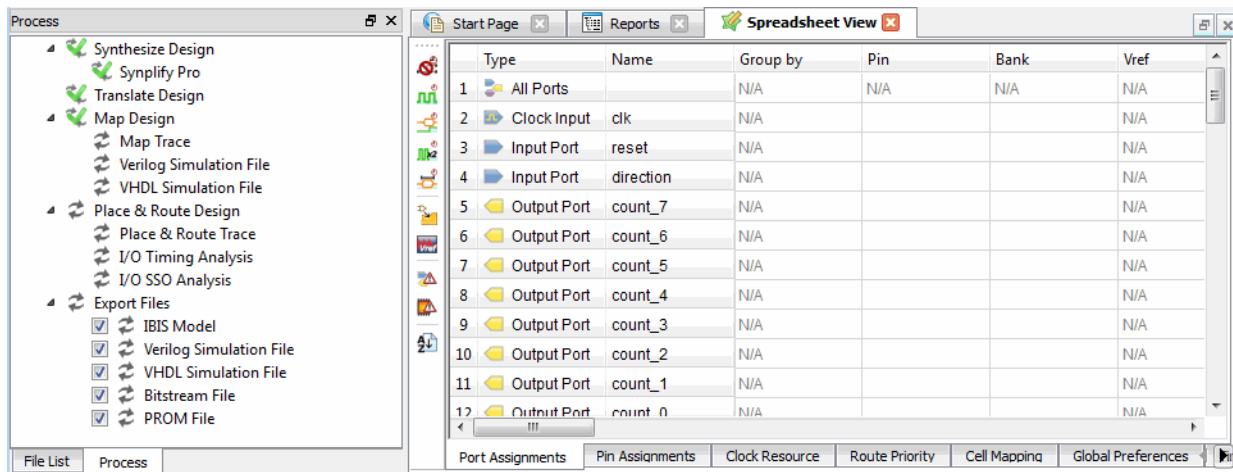 Process
Synthesize Design
Synplify Pro
Translate Design
Map Design
Map Trace
Verilog Simulation File
VHDL Simulation File
Place & Route Design
Place & Route Trace
I/O Timing Analysis
I/O SSO Analysis
Export Files
IBIS Model
Verilog Simulation File
VHDL Simulation File
Bitstream File
PROM File
File List Process
Start Page Reports Spreadsheet View
Type Name Group by Pin Bank Vref
1 All Ports N/A N/A N/A N/A
2 Clock Input clk N/A N/A
3 Input Port reset N/A N/A
4 Input Port direction N/A N/A
5 Output Port count_7 N/A N/A
6 Output Port count_6 N/A N/A
7 Output Port count_5 N/A N/A
8 Output Port count_4 N/A N/A
9 Output Port count_3 N/A N/A
10 Output Port count_2 N/A N/A
11 Output Port count_1 N/A N/A
12 Output Port count_0 N/A N/A
Port Assignments Pin Assignments Clock Resource Route Priority Cell Mapping Global Preferences